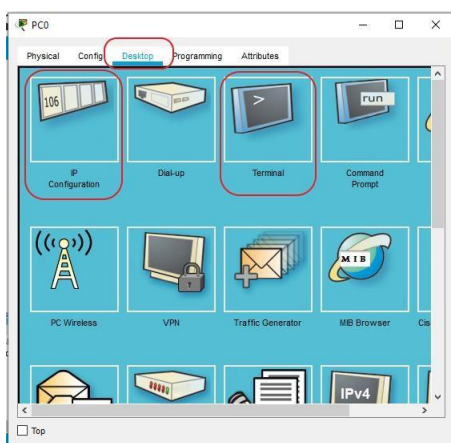 PC0
Physical Config Desktop Programming Attributes
106
>
run
IP
Configuration
Dial-up
Terminal
Command
Prompt
MIB
PC Wireless
VPN
Traffic Generator
MIB Browser
Cis
IPv4
Top